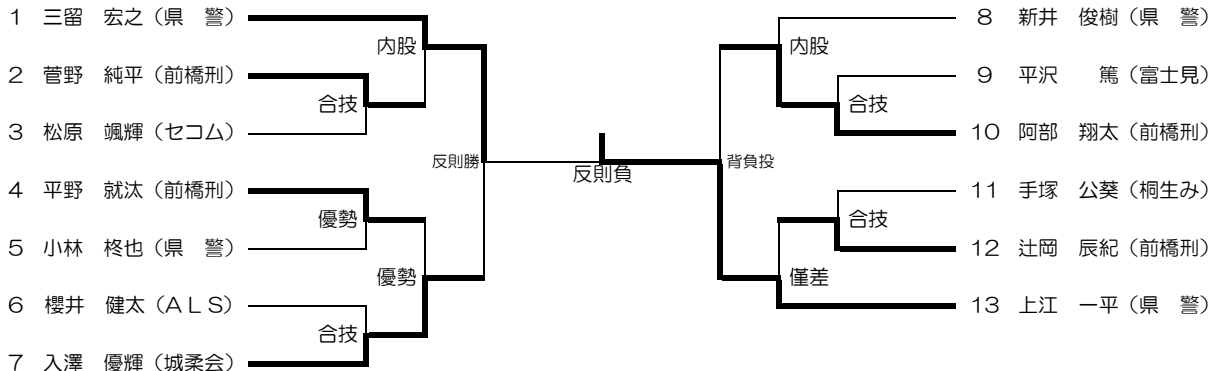 1 三留 宏之（県 警）
2 菅野 純平（前橋刑）
3 松原 颯輝（セコム）
4 平野 就汰（前橋刑）
5 小林 柊也（県 警）
6 櫻井 健太（ＡＬＳ）
7 入澤 優輝（城柔会）
内股
合技
反則勝
優勢
優勢
合技
反則負
内股
合技
背負投
合技
僅差
8 新井 俊樹（県 警）
9 平沢 篤（富士見）
10 阿部 翔太（前橋刑）
11 手塚 公葵（桐生み）
12 辻岡 辰紀（前橋刑）
13 上江 一平（県 警）